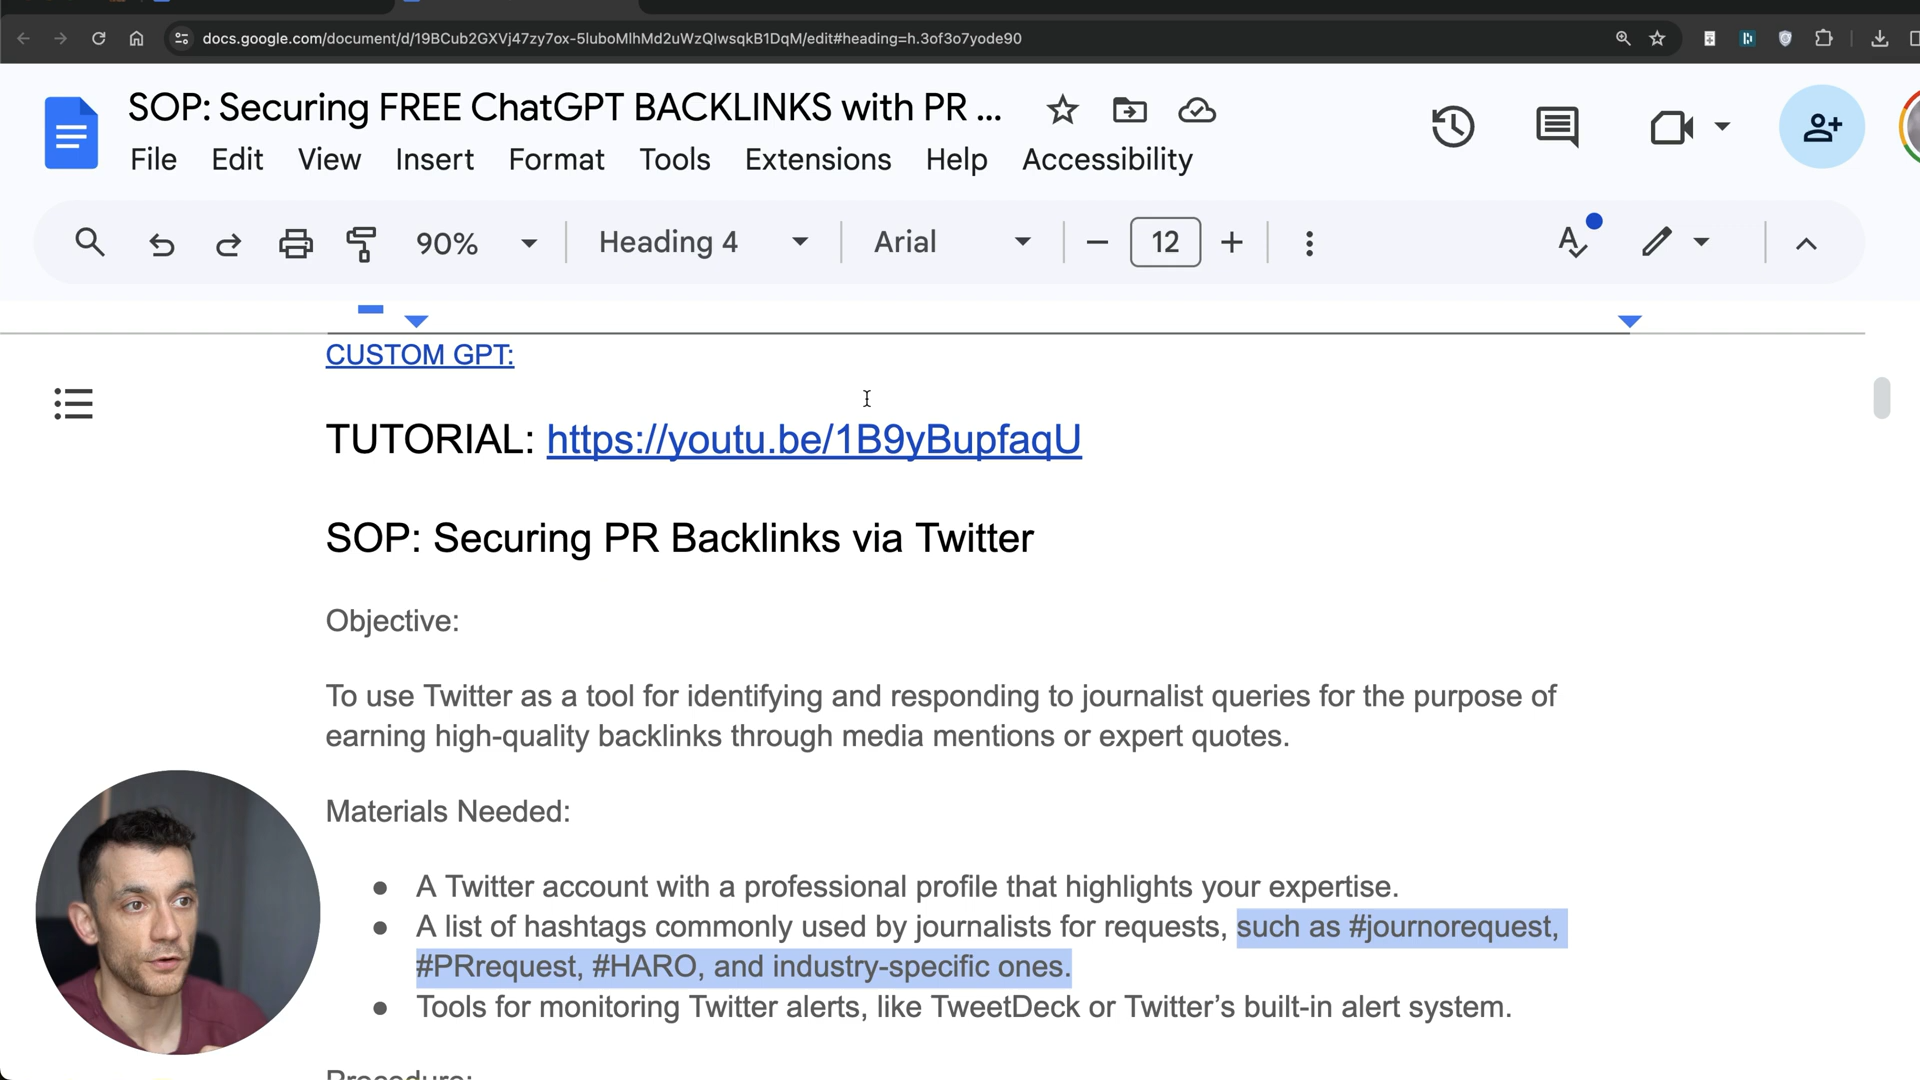 docs.google.com/document/d/19BCub2GXVj47zy7ox-5luboMlhMd2uWzQlwsqkB1DqM/edit#heading=h.3of3o7yode90
SOP: Securing FREE ChatGPT BACKLINKS with PR ...
File Edit View Insert Format Tools Extensions Help Accessibility
90% Heading 4 Arial 12
CUSTOM GPT:
TUTORIAL: https://youtu.be/1B9yBupfaqU
SOP: Securing PR Backlinks via Twitter
Objective:
To use Twitter as a tool for identifying and responding to journalist queries for the purpose of
earning high-quality backlinks through media mentions or expert quotes.
Materials Needed:
● A Twitter account with a professional profile that highlights your expertise.
● A list of hashtags commonly used by journalists for requests, such as #journorequest,
#PRrequest, #HARO, and industry-specific ones.
● Tools for monitoring Twitter alerts, like TweetDeck or Twitter’s built-in alert system.
Procedure: